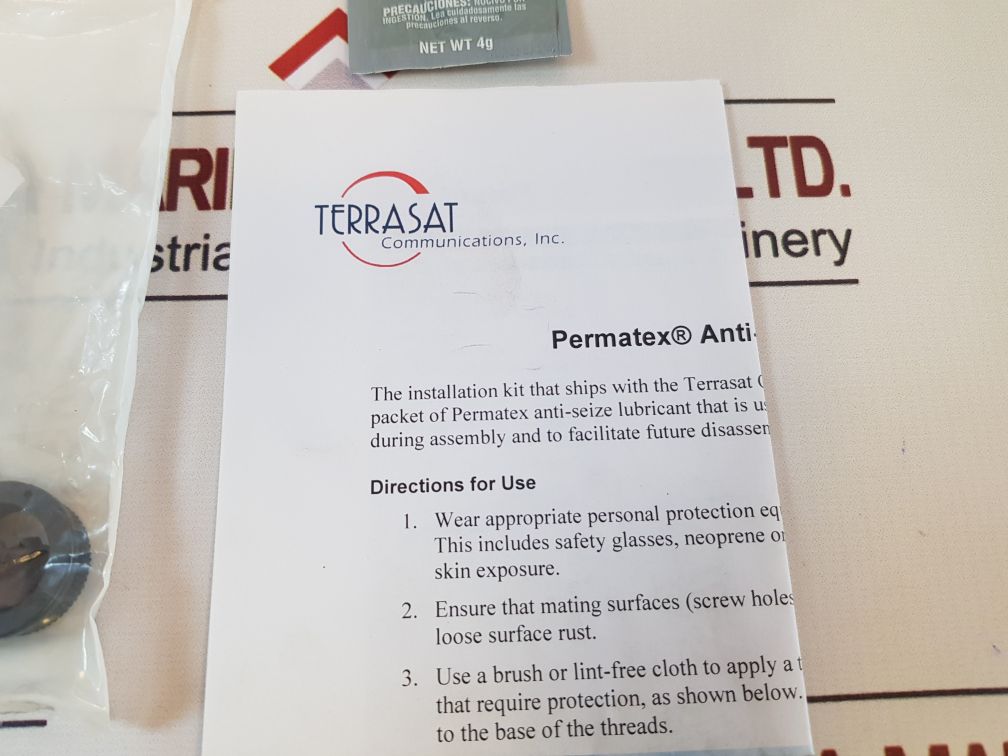 PRECAUCIONES: NOCIVO POR
INGESTIÓN. Lea cuidadosamente las
precauciones al reverso.
NET WT 4g
LTD.
inery
TERRASAT
Communications, Inc.
Permatex® Anti-
The installation kit that ships with the Terrasat
packet of Permatex anti-seize lubricant that is us
during assembly and to facilitate future disassem
Directions for Use
1. Wear appropriate personal protection eq
This includes safety glasses, neoprene or
skin exposure.
2. Ensure that mating surfaces (screw holes
loose surface rust.
3. Use a brush or lint-free cloth to apply a t
that require protection, as shown below.
to the base of the threads.